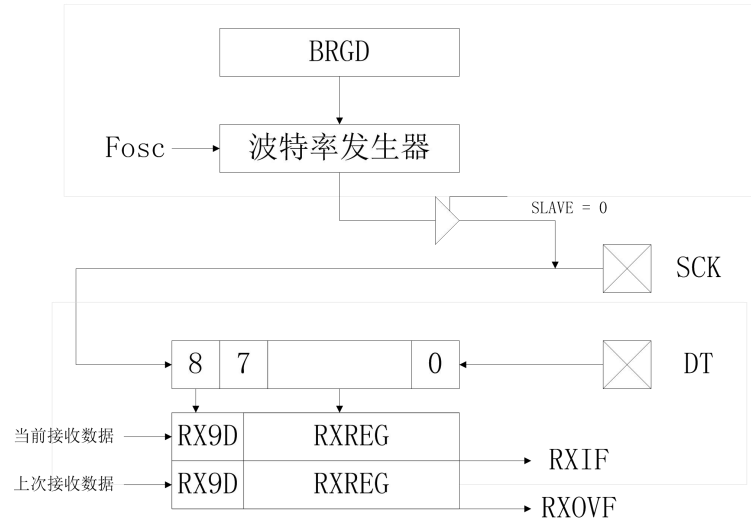 BRGD
Fosc
波特率发生器
SLAVE = 0
SCK
8
7
0
DT
当前接收数据
RX9D
RXREG
RXIF
上次接收数据
RX9D
RXREG
RXOVF